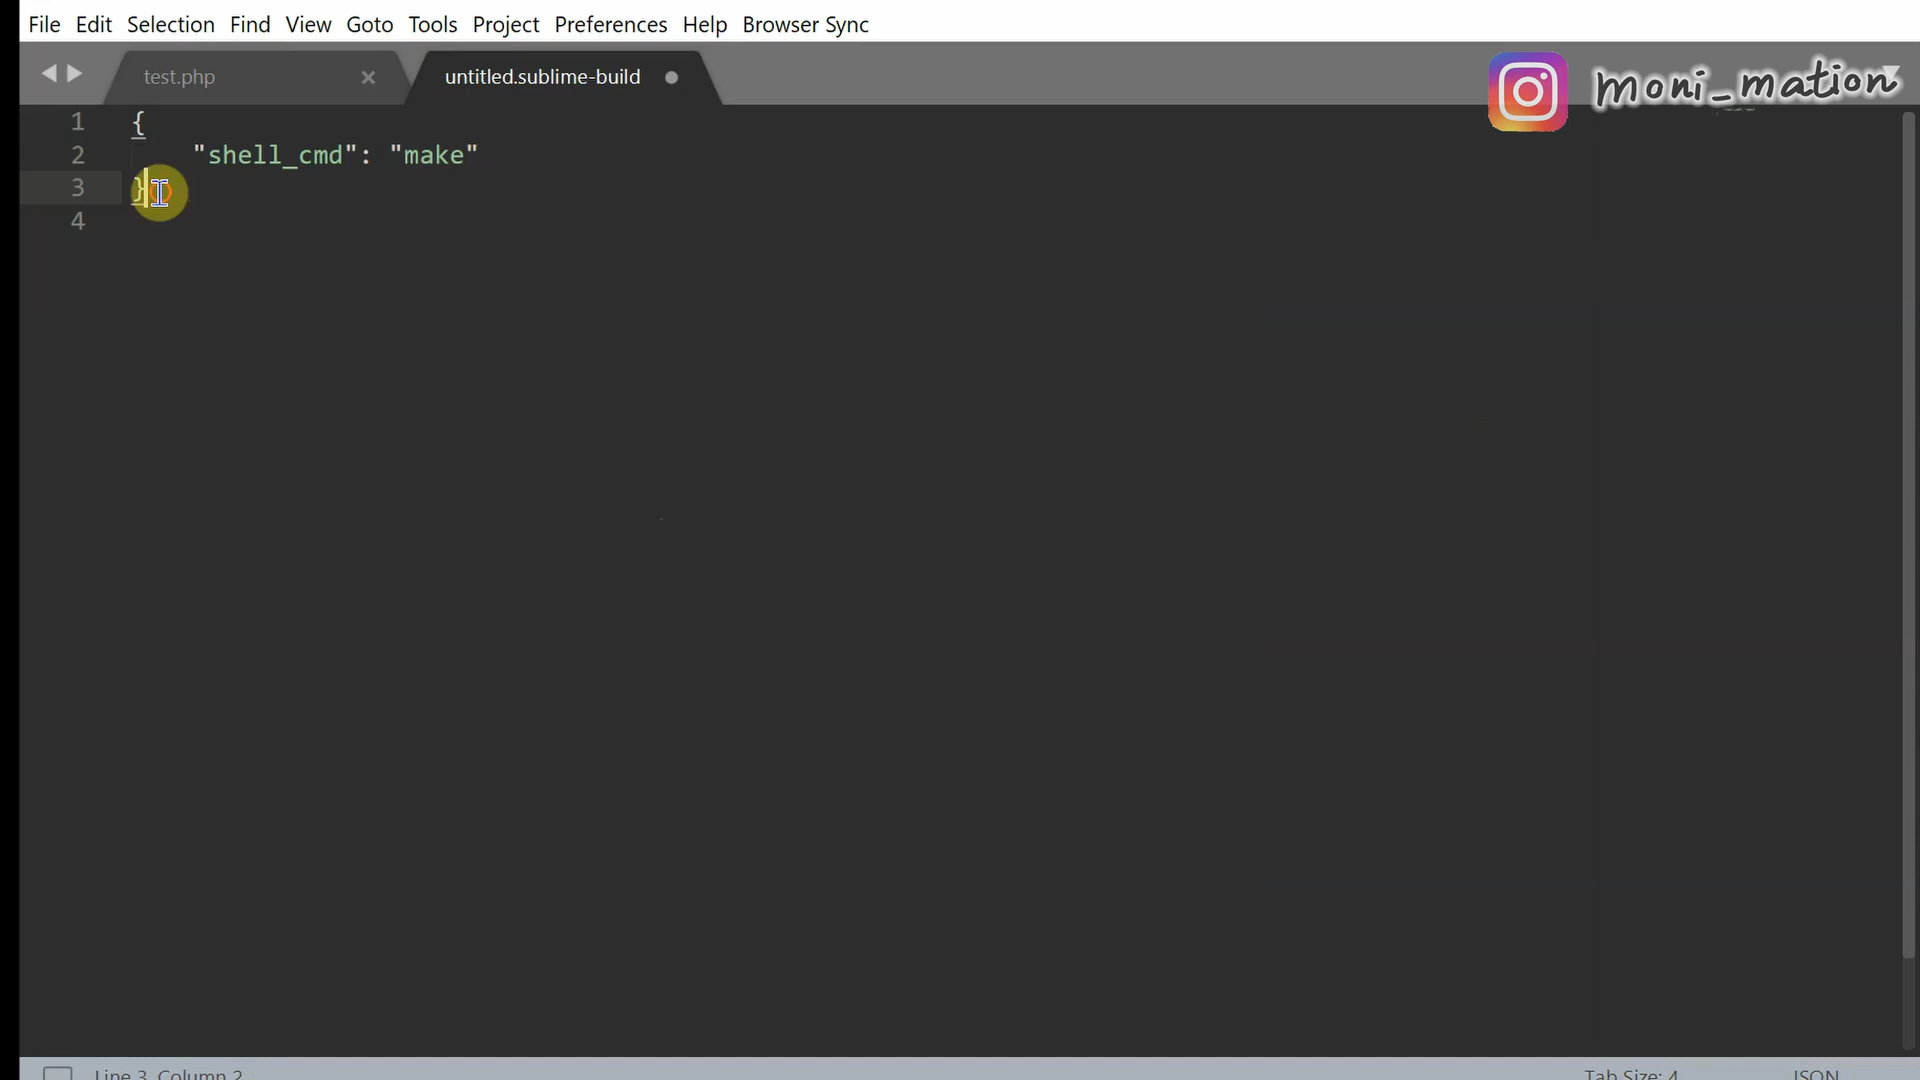 File Edit Selection Find View Goto Tools Project Preferences Help Browser Sync
test.php untitled.sublime-build
moni_mation
1 {
2 "shell_cmd": "make"
3 }
4
Line 3, Column 2 Tab Size: 4 JSON